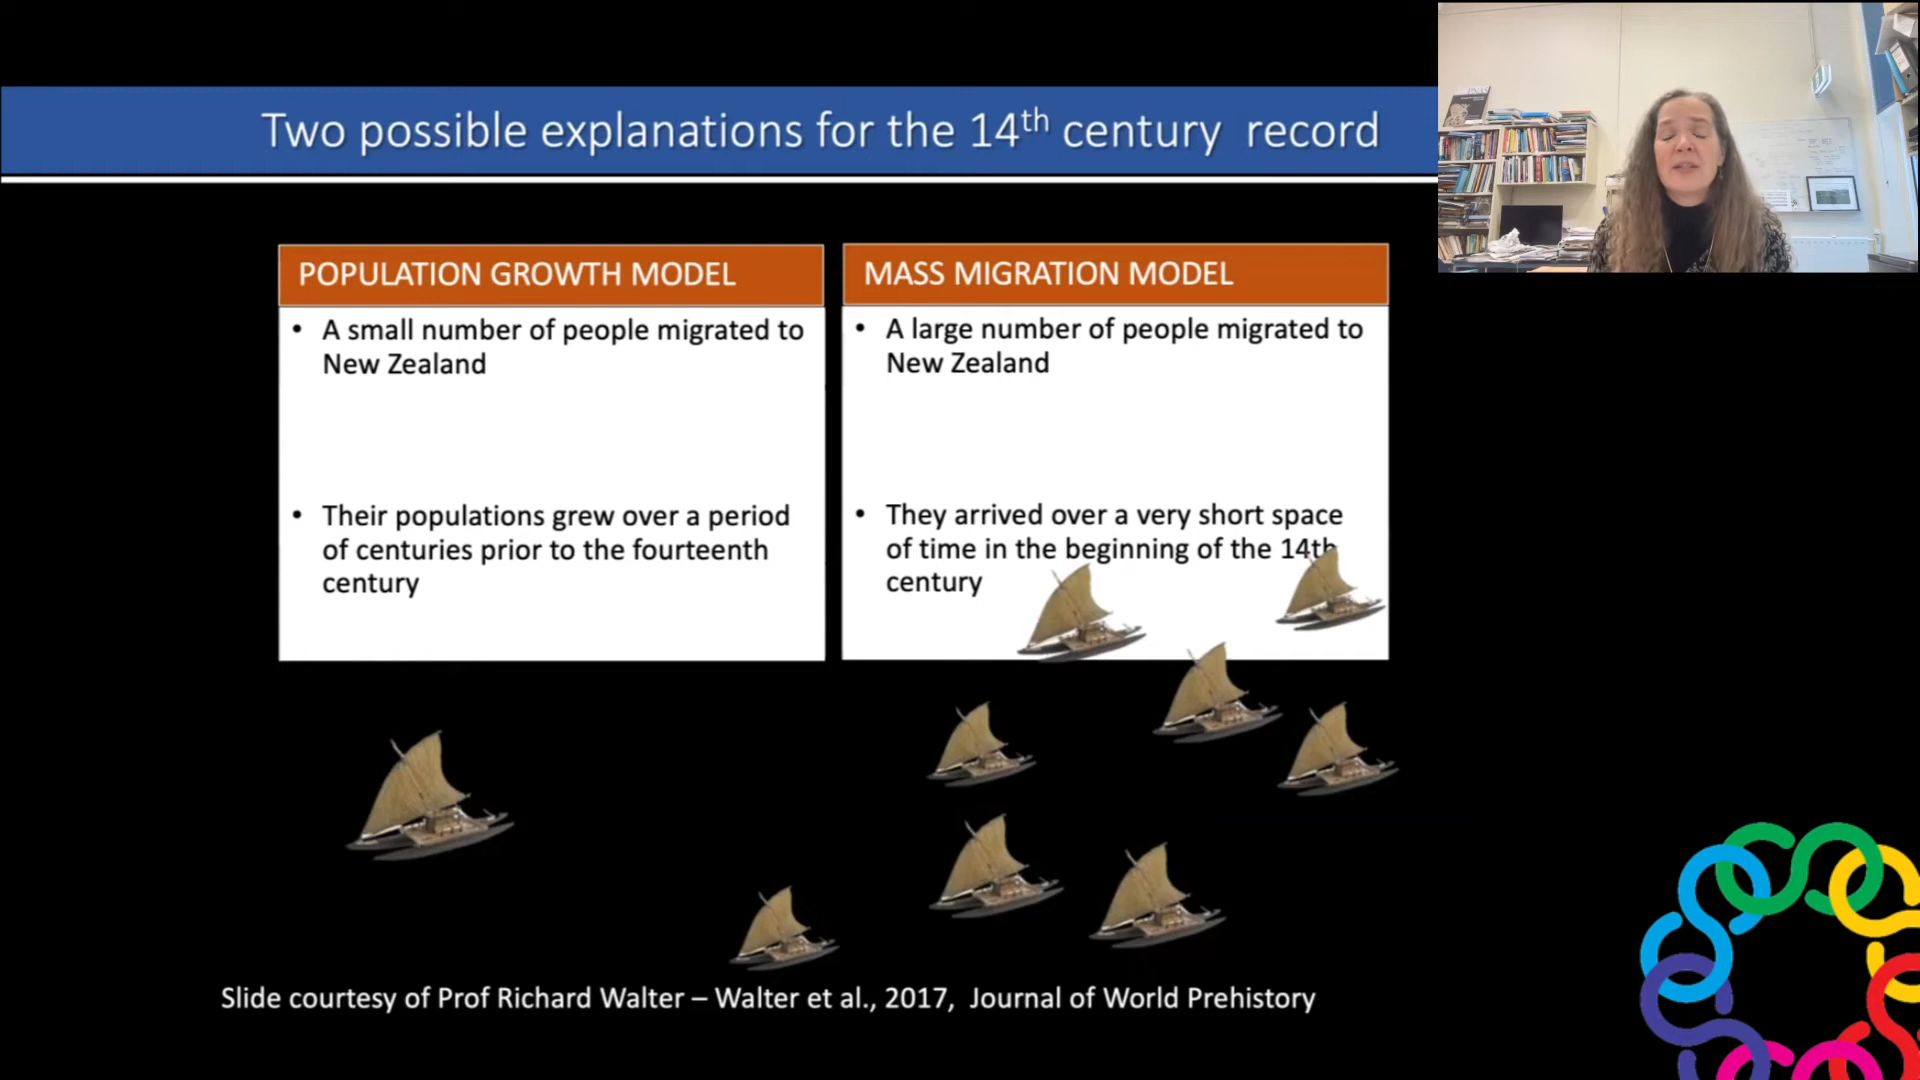 Two possible explanations for the 14th century record
POPULATION GROWTH MODEL
• A small number of people migrated to
New Zealand
• Their populations grew over a period
of centuries prior to the fourteenth
century
MASS MIGRATION MODEL
• A large number of people migrated to
New Zealand
• They arrived over a very short space
of time in the beginning of the 14th
century
Slide courtesy of Prof Richard Walter – Walter et al., 2017, Journal of World Prehistory